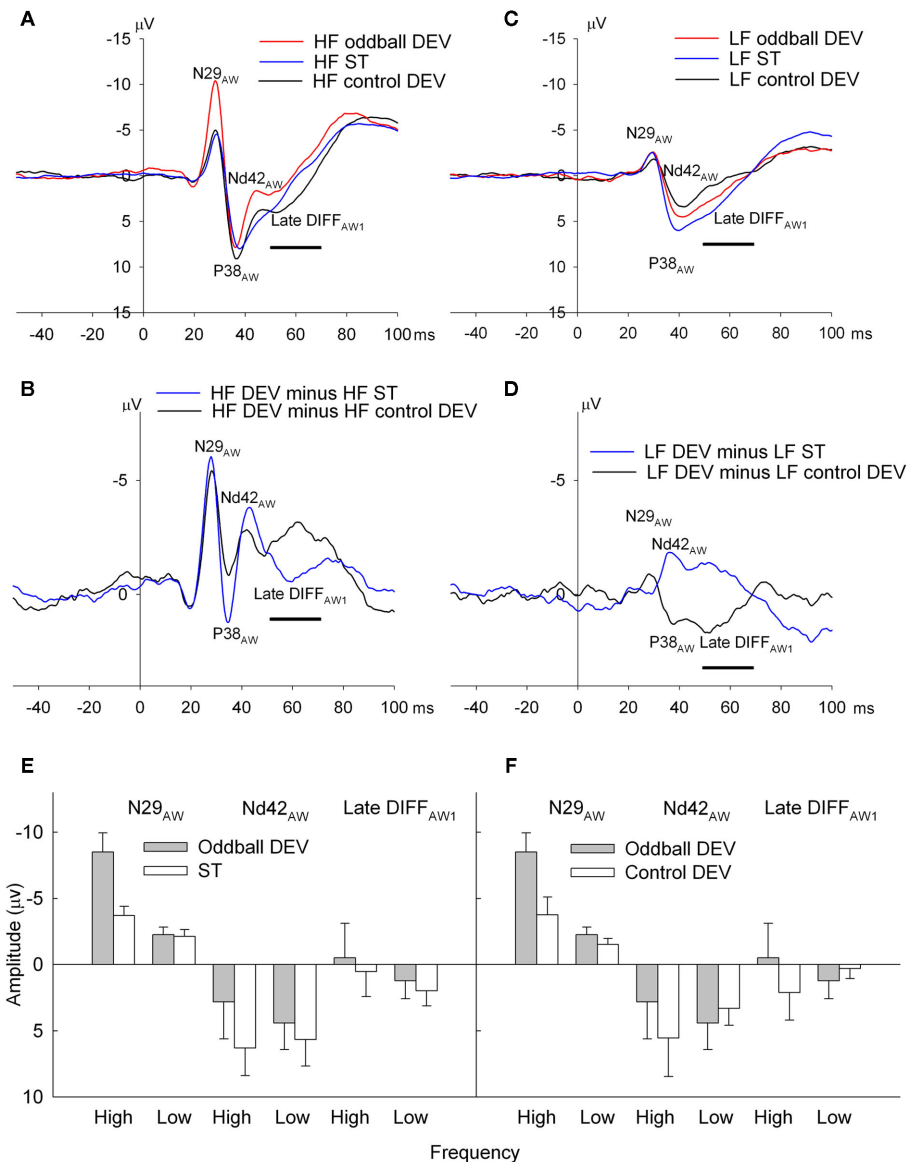 A
μV
-15
-10
-5
0
5
10
15
-40
-20
0
20
40
60
80
100
ms
HF oddball DEV
HF ST
HF control DEV
N29AW
Nd42AW
Late DIFFAW1
P38AW
C
μV
-15
-10
-5
0
5
10
15
-40
-20
0
20
40
60
80
100
ms
LF oddball DEV
LF ST
LF control DEV
N29AW
Nd42AW
Late DIFFAW1
P38AW
B
μV
-5
0
-40
-20
0
20
40
60
80
100
ms
HF DEV minus HF ST
HF DEV minus HF control DEV
N29AW
Nd42AW
Late DIFFAW1
P38AW
D
μV
-5
0
-40
-20
0
20
40
60
80
100
ms
LF DEV minus LF ST
LF DEV minus LF control DEV
N29AW
Nd42AW
P38AW Late DIFFAW1
E
Amplitude (μv)
-10
-5
0
5
10
N29AW Nd42AW Late DIFFAW1
Oddball DEV
ST
High Low High Low High Low
F
N29AW Nd42AW Late DIFFAW1
Oddball DEV
Control DEV
High Low High Low High Low
Frequency